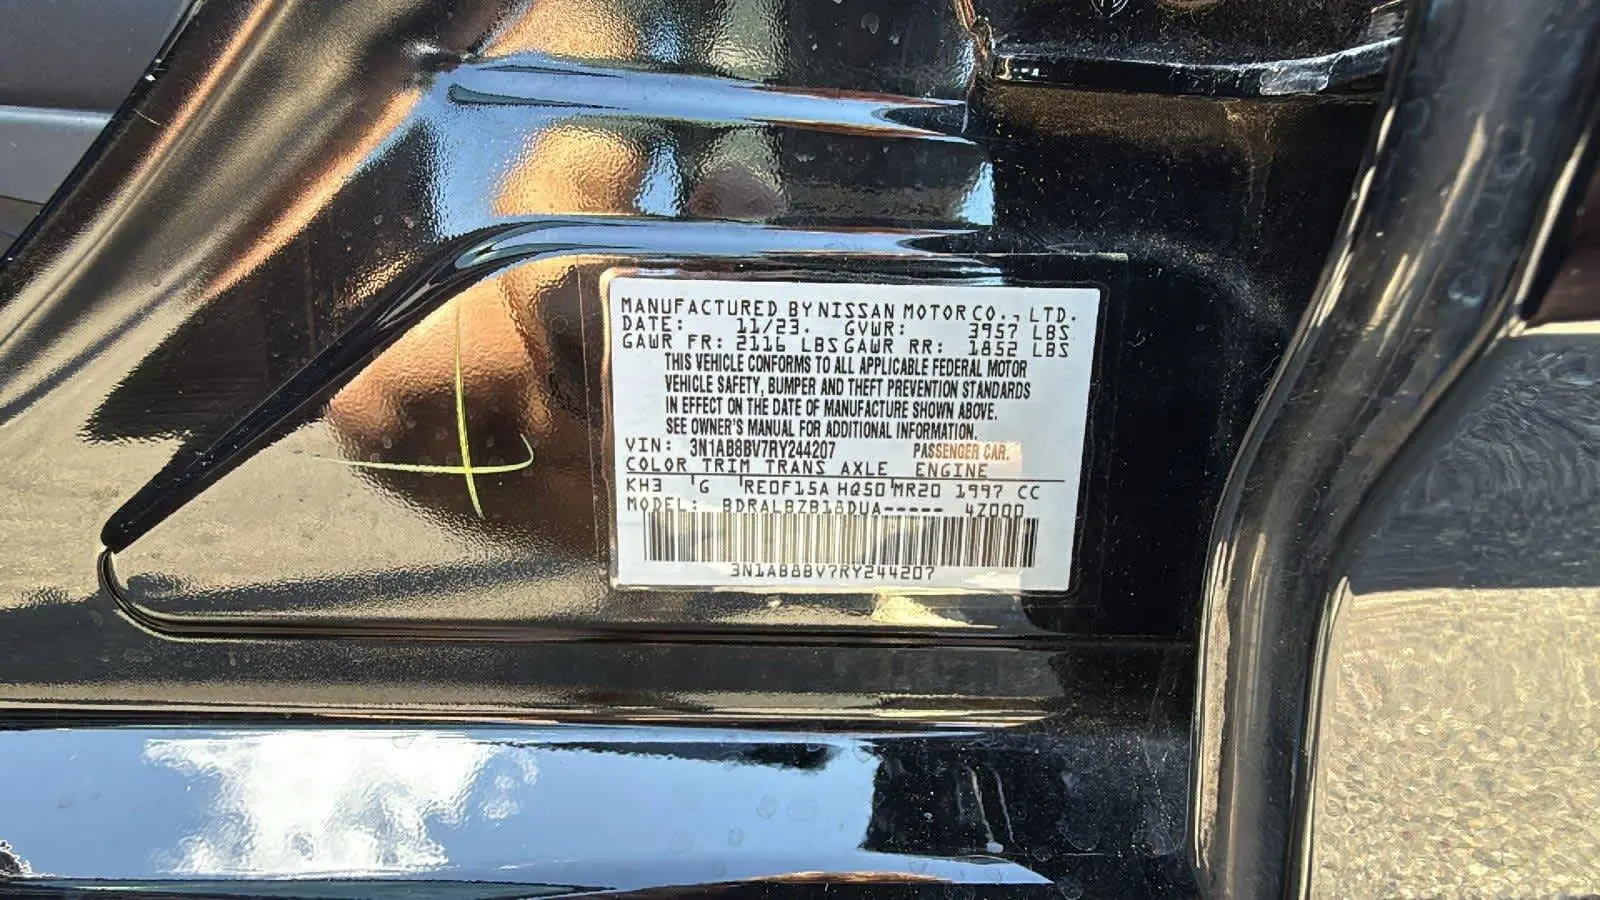 MANUFACTURED BY NISSAN MOTOR CO., LTD.
DATE: 11/23. GVWR: 3957 LBS
GAWR FR: 2116 LBS GAWR RR: 1852 LBS
THIS VEHICLE CONFORMS TO ALL APPLICABLE FEDERAL MOTOR
VEHICLE SAFETY, BUMPER AND THEFT PREVENTION STANDARDS
IN EFFECT ON THE DATE OF MANUFACTURE SHOWN ABOVE.
SEE OWNER'S MANUAL FOR ADDITIONAL INFORMATION.
VIN: 3N1AB8BV7RY244207 PASSENGER CAR.
COLOR TRIM TRANS AXLE ENGINE
KH3 G RE0F15A HQ50 MR20 1997 CC
MODEL: BDRALBZB18DUA----- 4Z000
3N1AB8BV7RY244207